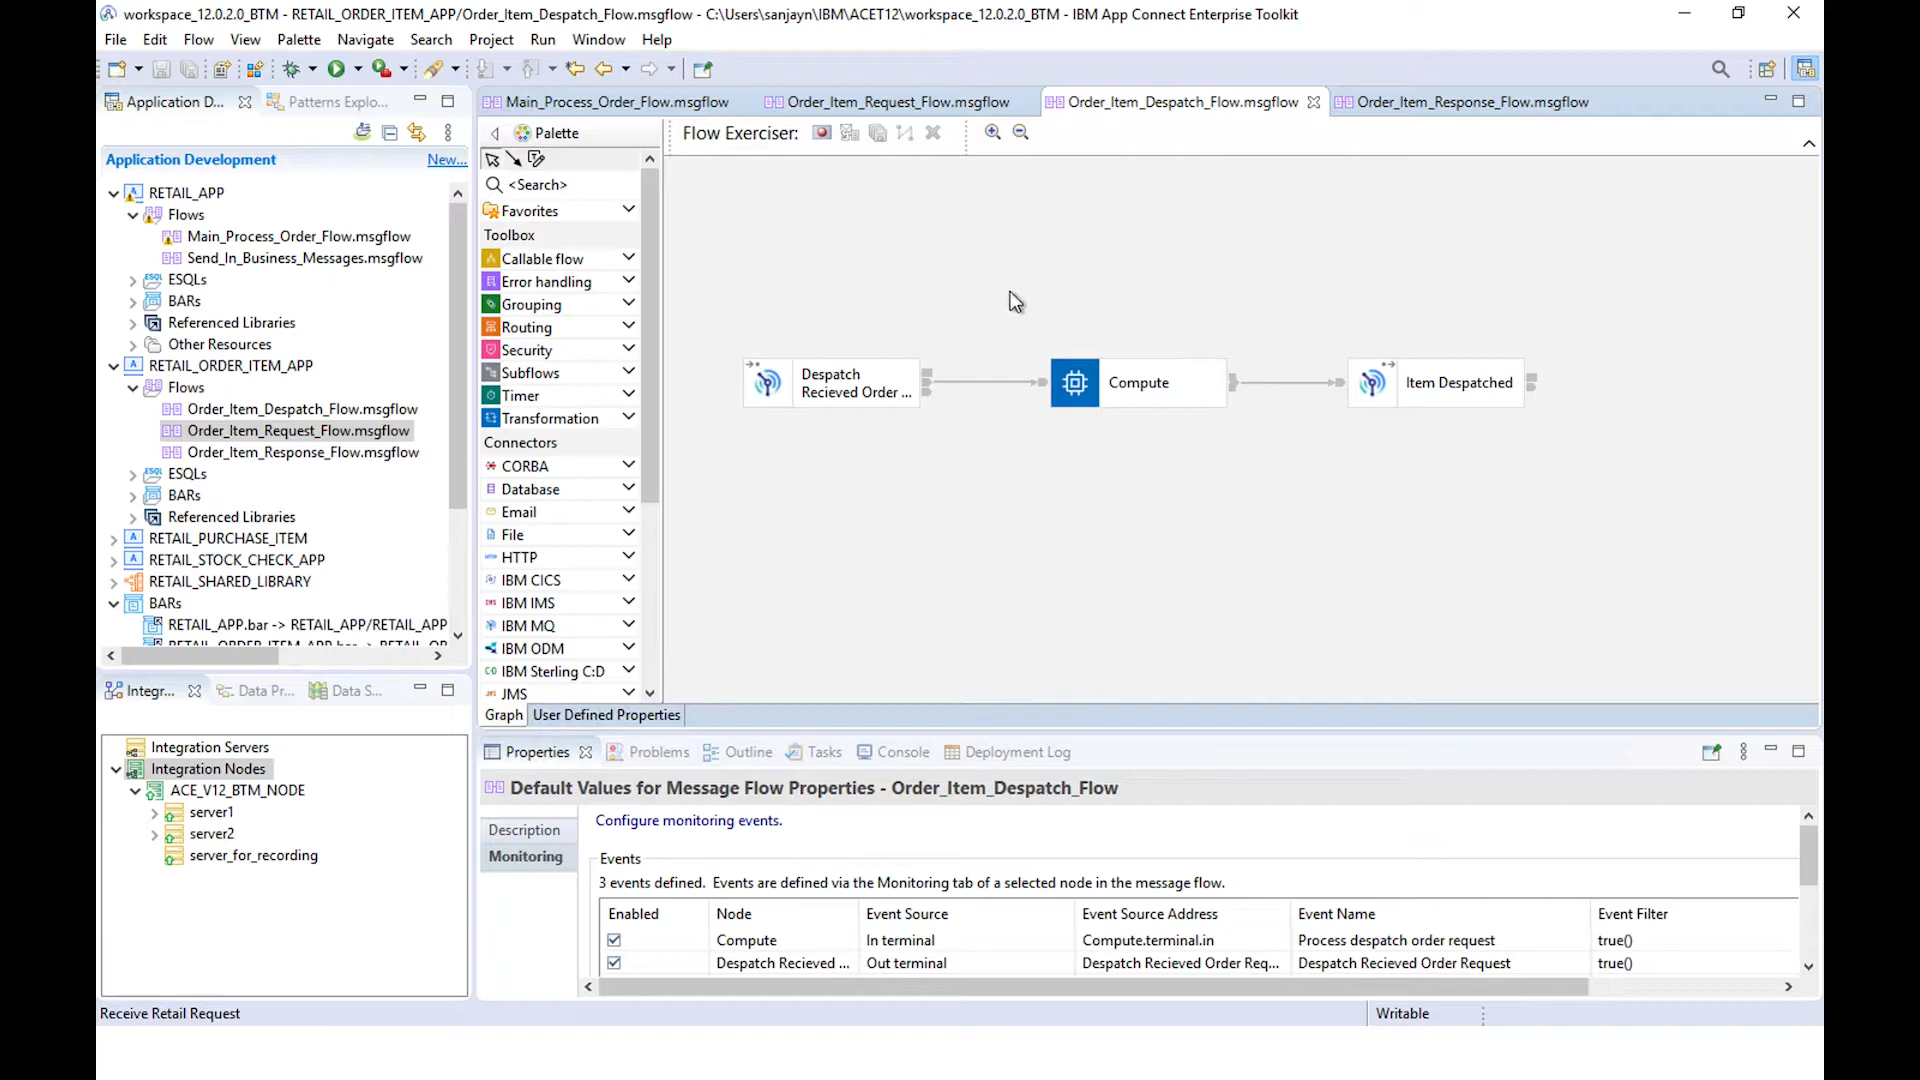 workspace_12.0.2.0_BTM - RETAIL_ORDER_ITEM_APP/Order_Item_Despatch_Flow.msgflow - C:\Users\sanjayn\IBM\ACET12\workspace_12.0.2.0_BTM - IBM App Connect Enterprise Toolkit
File Edit Flow View Palette Navigate Search Project Run Window Help
Application D... Patterns Explo...
Application Development New...
RETAIL_APP
Flows
Main_Process_Order_Flow.msgflow
Send_In_Business_Messages.msgflow
ESQLs
BARs
Referenced Libraries
Other Resources
RETAIL_ORDER_ITEM_APP
Flows
Order_Item_Despatch_Flow.msgflow
Order_Item_Request_Flow.msgflow
Order_Item_Response_Flow.msgflow
ESQLs
BARs
Referenced Libraries
RETAIL_PURCHASE_ITEM
RETAIL_STOCK_CHECK_APP
RETAIL_SHARED_LIBRARY
BARs
RETAIL_APP.bar -> RETAIL_APP/RETAIL_APP
RETAIL_ORDER_ITEM_APP.bar -> RETAIL_OR
Integr... Data Pr... Data S...
Integration Servers
Integration Nodes
ACE_V12_BTM_NODE
server1
server2
server_for_recording
Main_Process_Order_Flow.msgflow Order_Item_Request_Flow.msgflow Order_Item_Despatch_Flow.msgflow Order_Item_Response_Flow.msgflow
Palette
Flow Exerciser:
<Search>
Favorites
Toolbox
Callable flow
Error handling
Grouping
Routing
Security
Subflows
Timer
Transformation
Connectors
CORBA
Database
Email
File
HTTP
IBM CICS
IBM IMS
IBM MQ
IBM ODM
IBM Sterling C:D
JMS
Despatch
Recieved Order ...
Compute
Item Despatched
Graph User Defined Properties
Properties Problems Outline Tasks Console Deployment Log
Default Values for Message Flow Properties - Order_Item_Despatch_Flow
Description
Monitoring
Configure monitoring events.
Events
3 events defined. Events are defined via the Monitoring tab of a selected node in the message flow.
Enabled Node Event Source Event Source Address Event Name Event Filter
Compute In terminal Compute.terminal.in Process despatch order request true()
Despatch Recieved ... Out terminal Despatch Recieved Order Req... Despatch Recieved Order Request true()
Receive Retail Request Writable